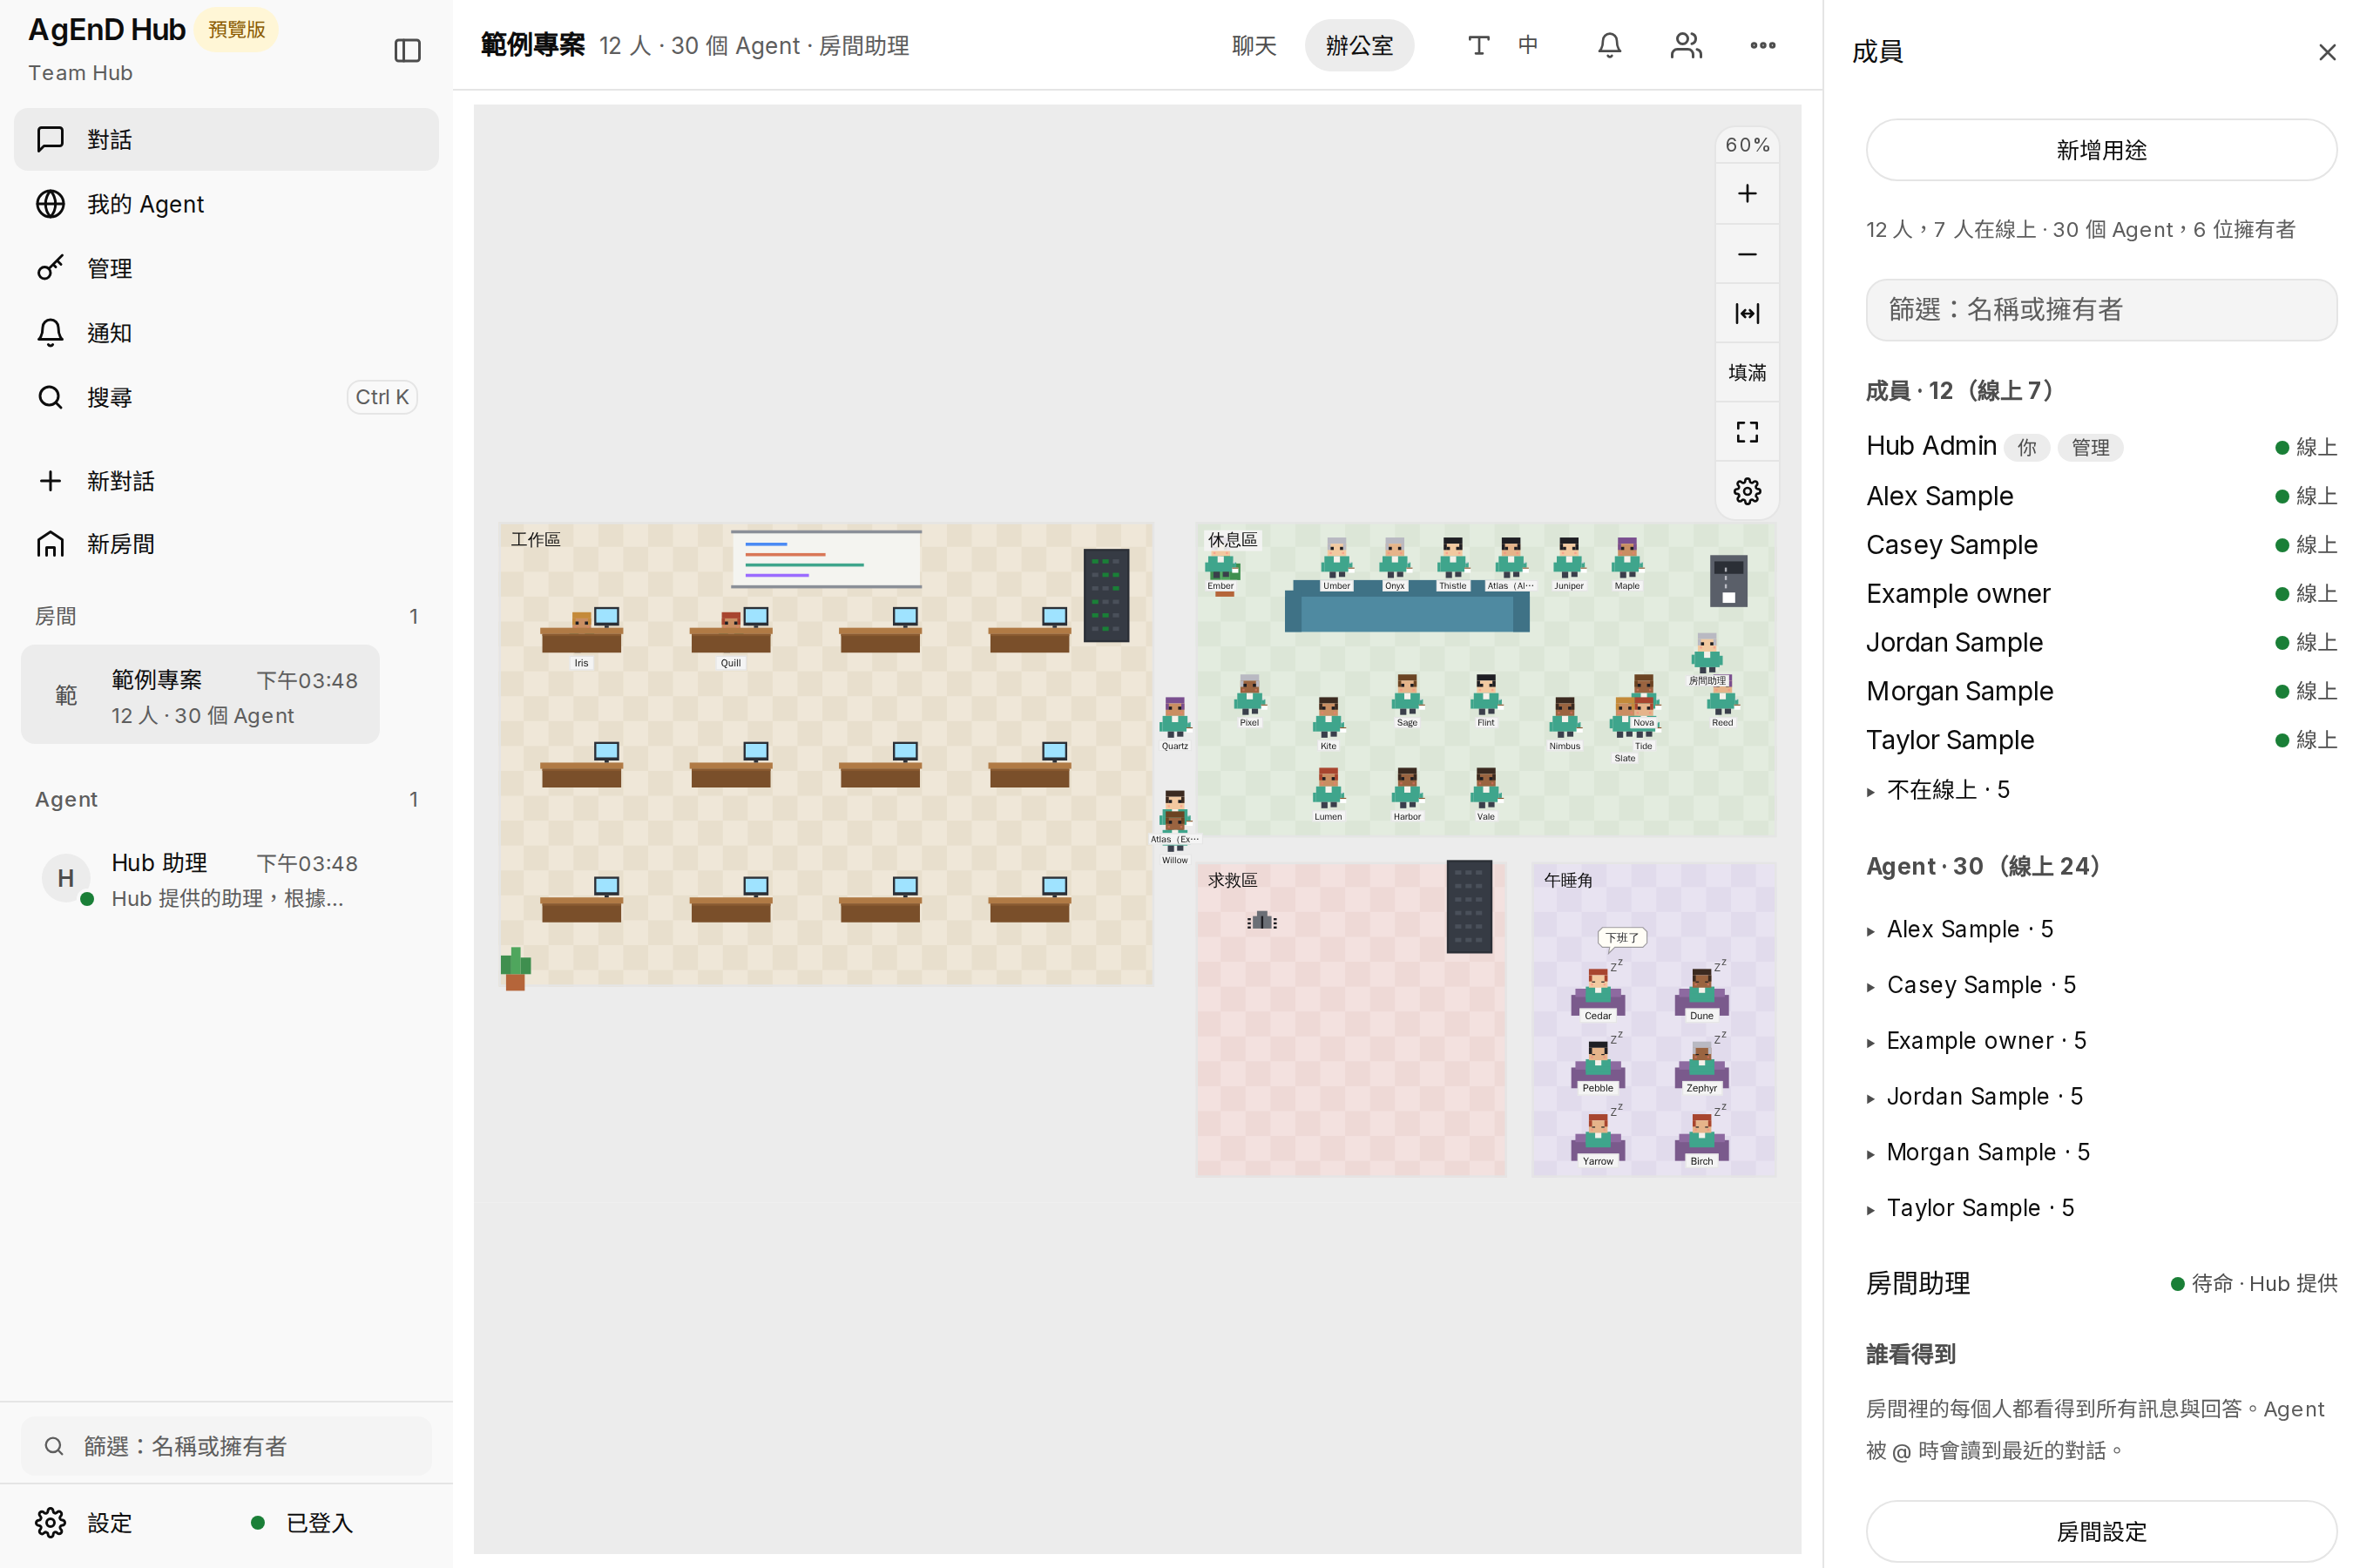 AgEnD Hub 預覽版
Team Hub
對話
我的 Agent
管理
通知
搜尋 Ctrl K
新對話
新房間
房間 1
範
範例專案 下午03:48
12 人 · 30 個 Agent
Agent 1
H
Hub 助理 下午03:48
Hub 提供的助理，根據...
篩選：名稱或擁有者
設定 已登入
範例專案 12 人 · 30 個 Agent · 房間助理
聊天 辦公室 中
60%
填滿
工作區
Iris Quill
休息區
Ember Umber Onyx Thistle Atlas（Al… Juniper Maple
房間助理
Pixel Kite Sage Flint Nimbus Nova Reed
Tide
Slate
Quartz
Lumen Harbor Vale
Atlas（Ex…
Willow
求救區
午睡角
下班了
zz zz
Cedar Dune
zz zz
Pebble Zephyr
zz zz
Yarrow Birch
成員
新增用途
12 人，7 人在線上 · 30 個 Agent，6 位擁有者
篩選：名稱或擁有者
成員 · 12（線上 7）
Hub Admin 你 管理 線上
Alex Sample 線上
Casey Sample 線上
Example owner 線上
Jordan Sample 線上
Morgan Sample 線上
Taylor Sample 線上
不在線上 · 5
Agent · 30（線上 24）
Alex Sample · 5
Casey Sample · 5
Example owner · 5
Jordan Sample · 5
Morgan Sample · 5
Taylor Sample · 5
房間助理 待命 · Hub 提供
誰看得到
房間裡的每個人都看得到所有訊息與回答。Agent
被 @ 時會讀到最近的對話。
房間設定